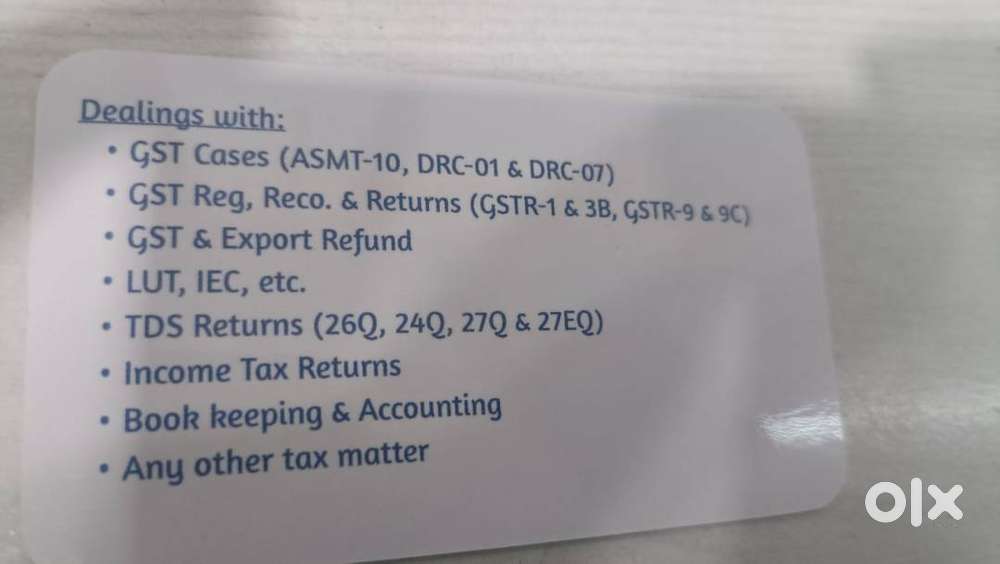 Dealings with:
• GST Cases (ASMT-10, DRC-01 & DRC-07)
• GST Reg, Reco. & Returns (GSTR-1 & 3B, GSTR-9 & 9C)
• GST & Export Refund
• LUT, IEC, etc.
• TDS Returns (26Q, 24Q, 27Q & 27EQ)
• Income Tax Returns
• Book keeping & Accounting
• Any other tax matter
olx